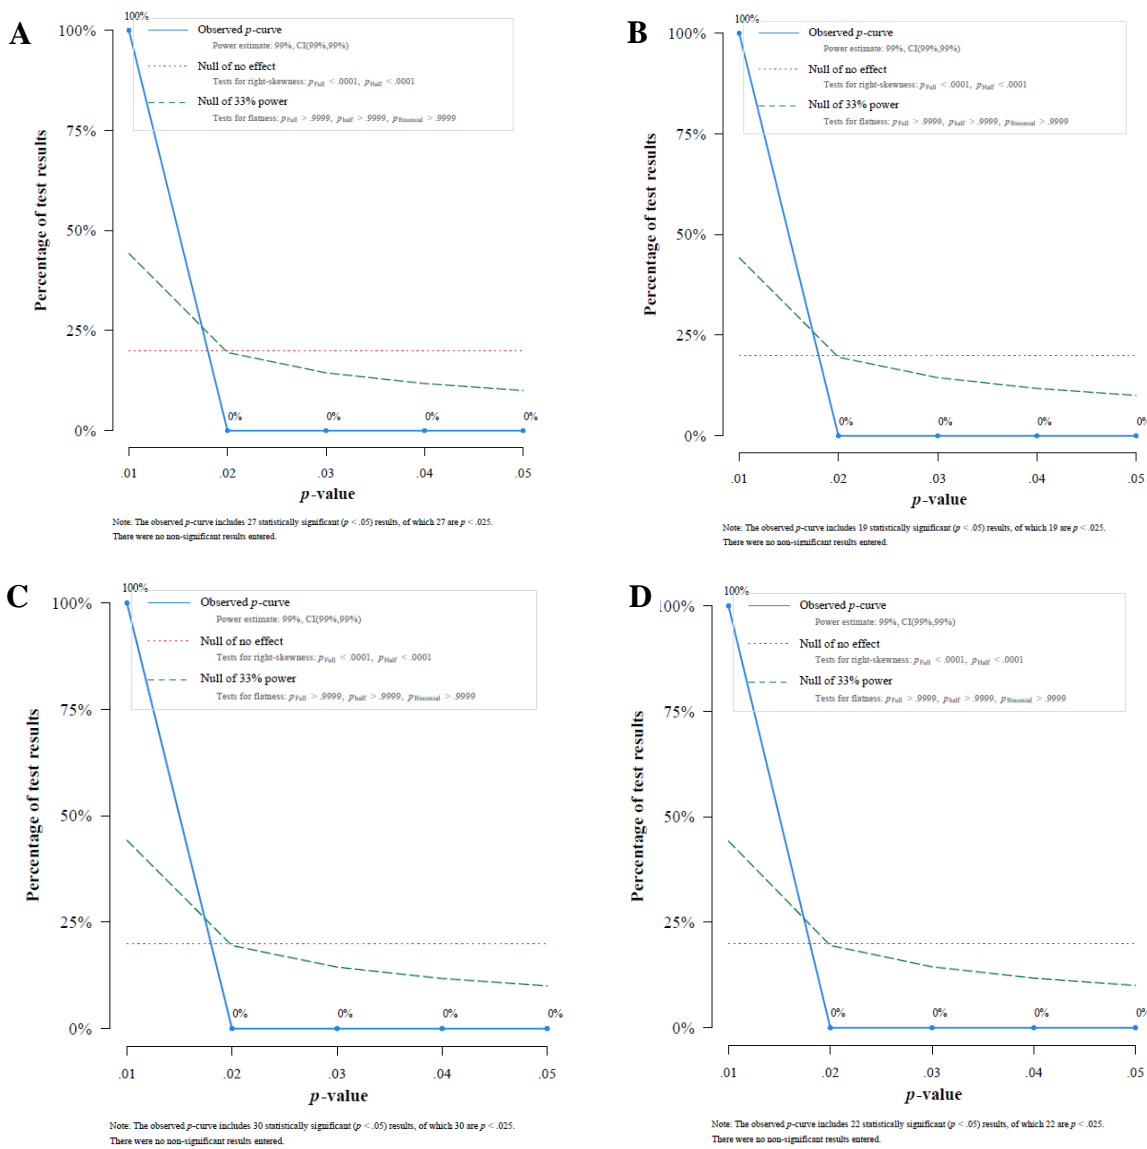 A
100%
100%
Observed p-curve
Power estimate: 99%, CI(99%,99%)
Null of no effect
Tests for right-skewness: pFull < .0001, pHalf < .0001
Null of 33% power
Tests for flatness: pFull > .9999, phalf > .9999, pBinomial > .9999
75%
50%
25%
0%
Percentage of test results
0%
0%
0%
0%
.01
.02
.03
.04
.05
p-value
Note: The observed p-curve includes 27 statistically significant (p < .05) results, of which 27 are p < .025.
There were no non-significant results entered.
B
100%
100%
Observed p-curve
Power estimate: 99%, CI(99%,99%)
Null of no effect
Tests for right-skewness: pFull < .0001, pHalf < .0001
Null of 33% power
Tests for flatness: pFull > .9999, phalf > .9999, pBinomial > .9999
75%
50%
25%
0%
Percentage of test results
0%
0%
0%
0%
.01
.02
.03
.04
.05
p-value
Note: The observed p-curve includes 19 statistically significant (p < .05) results, of which 19 are p < .025.
There were no non-significant results entered.
C
100%
100%
Observed p-curve
Power estimate: 99%, CI(99%,99%)
Null of no effect
Tests for right-skewness: pFull < .0001, pHalf < .0001
Null of 33% power
Tests for flatness: pFull > .9999, phalf > .9999, pBinomial > .9999
75%
50%
25%
0%
Percentage of test results
0%
0%
0%
0%
.01
.02
.03
.04
.05
p-value
Note: The observed p-curve includes 30 statistically significant (p < .05) results, of which 30 are p < .025.
There were no non-significant results entered.
D
100%
100%
Observed p-curve
Power estimate: 99%, CI(99%,99%)
Null of no effect
Tests for right-skewness: pFull < .0001, pHalf < .0001
Null of 33% power
Tests for flatness: pFull > .9999, phalf > .9999, pBinomial > .9999
75%
50%
25%
0%
Percentage of test results
0%
0%
0%
0%
.01
.02
.03
.04
.05
p-value
Note: The observed p-curve includes 22 statistically significant (p < .05) results, of which 22 are p < .025.
There were no non-significant results entered.